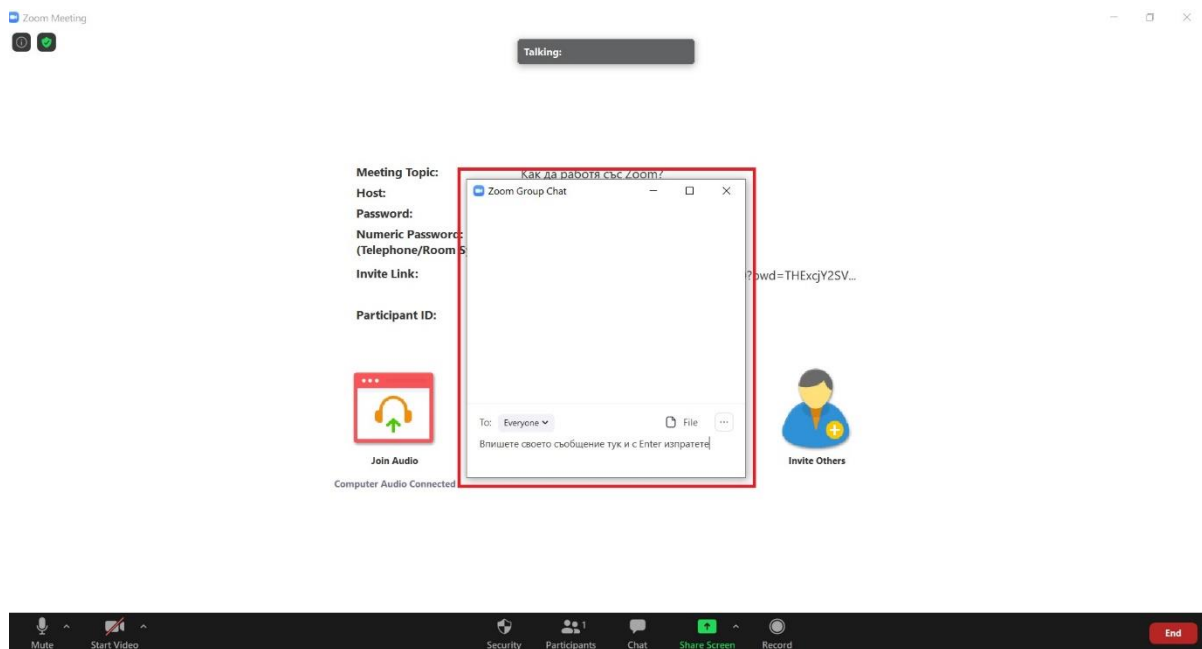 Zoom Meeting
Talking:
Meeting Topic: Как да работя със Zoom?
Zoom Group Chat
Host:
Password:
Numeric Password:
(Telephone/Room
Invite Link: ?pwd=THExcjY2SV...
Participant ID:
To: Everyone File ...
Впишете своето съобщение тук и с Enter изпратете
Join Audio
Invite Others
Computer Audio Connected
1
Mute Start Video Security Participants Chat Share Screen Record End